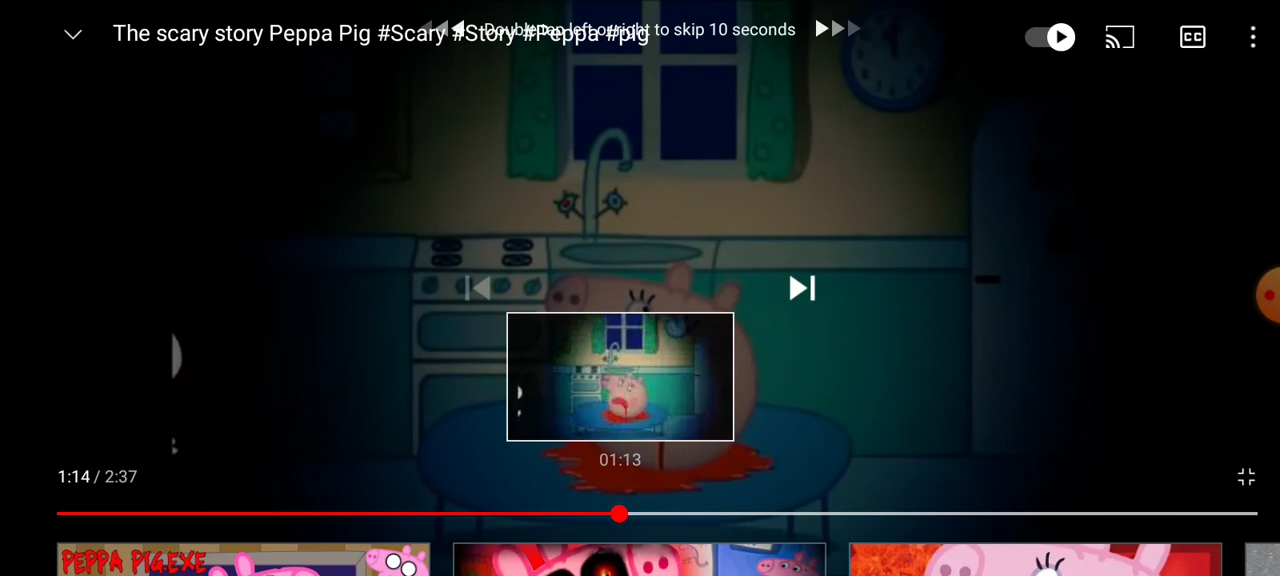 Double tap left or right to skip 10 seconds
The scary story Peppa Pig #Scary #Story #Peppa #pig
CC
01:13
1:14 / 2:37
PEPPA PIG.EXE